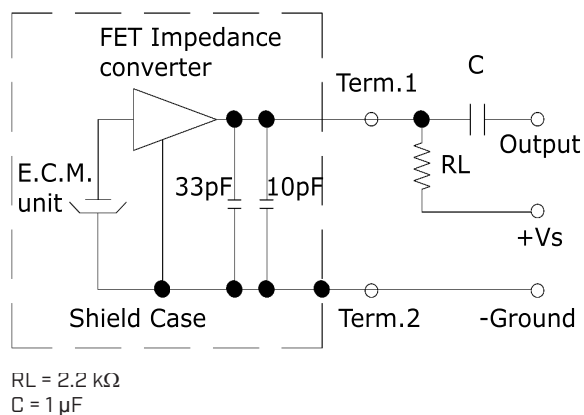 FET Impedance
converter
Term.1
C
Output
RL
E.C.M.
unit
33pF
10pF
+Vs
Shield Case
Term.2
-Ground
RL = 2.2 kΩ
C = 1 µF